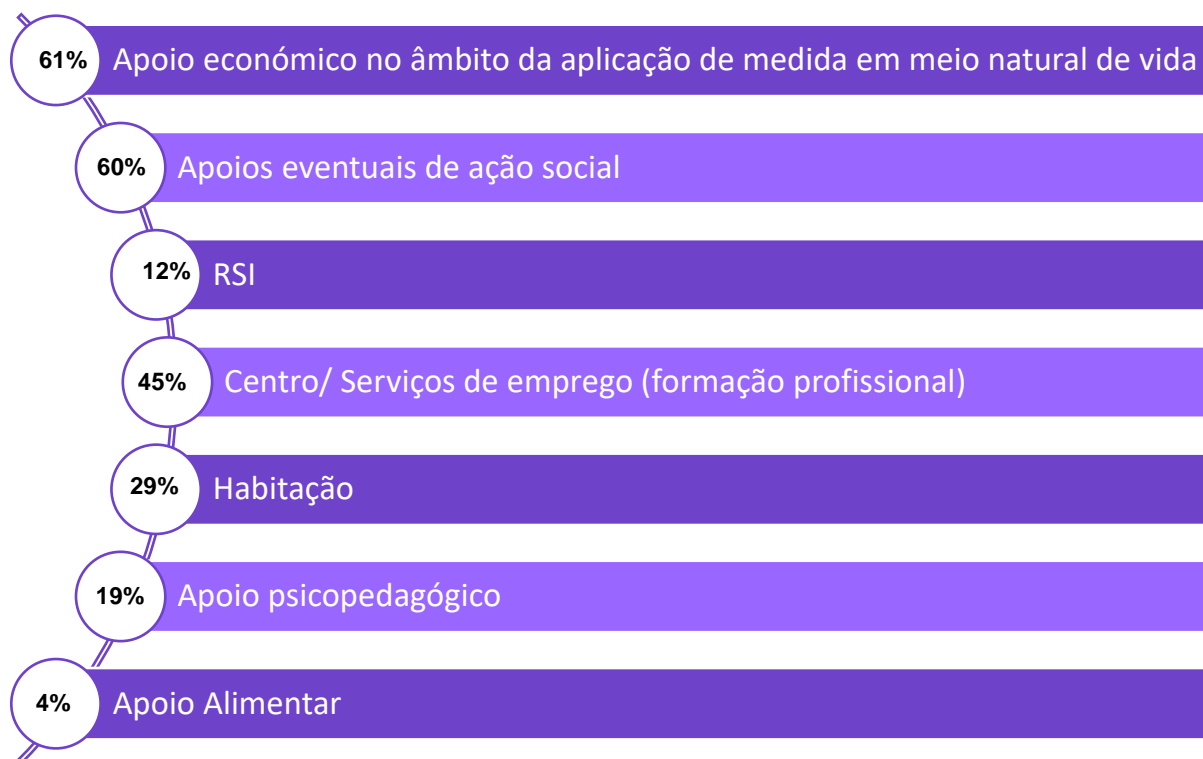 61% Apoio económico no âmbito da aplicação de medida em meio natural de vida
60% Apoios eventuais de ação social
12% RSI
45% Centro/ Serviços de emprego (formação profissional)
29% Habitação
19% Apoio psicopedagógico
4% Apoio Alimentar